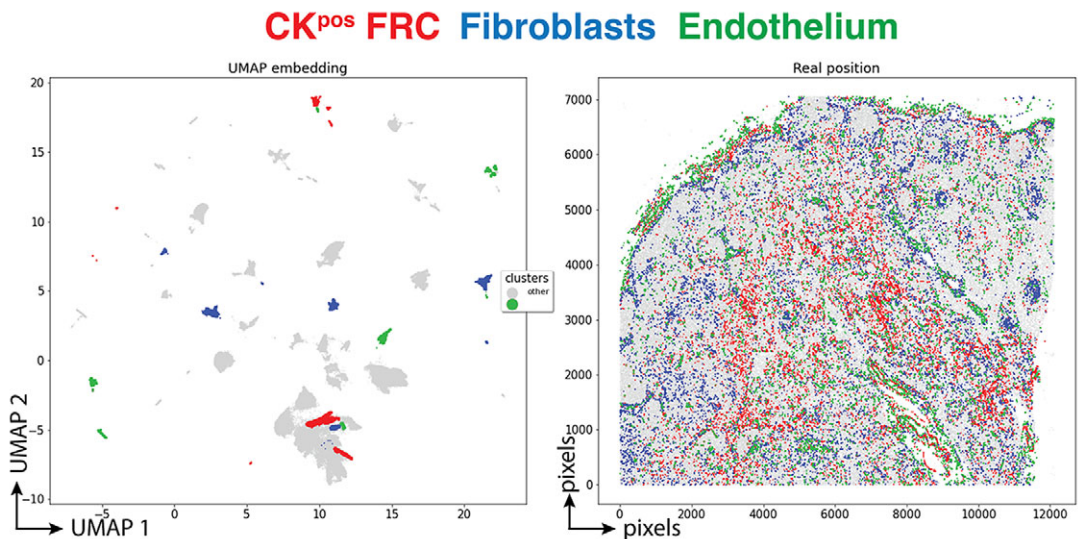 CKpos FRC Fibroblasts Endothelium
UMAP embedding
20
15
10
5
0
−5
−10
−5 0 5 10 15 20
UMAP 2
UMAP 1
clusters
other
Real position
7000
6000
5000
4000
3000
2000
1000
0
0 2000 4000 6000 8000 10000 12000
pixels
pixels